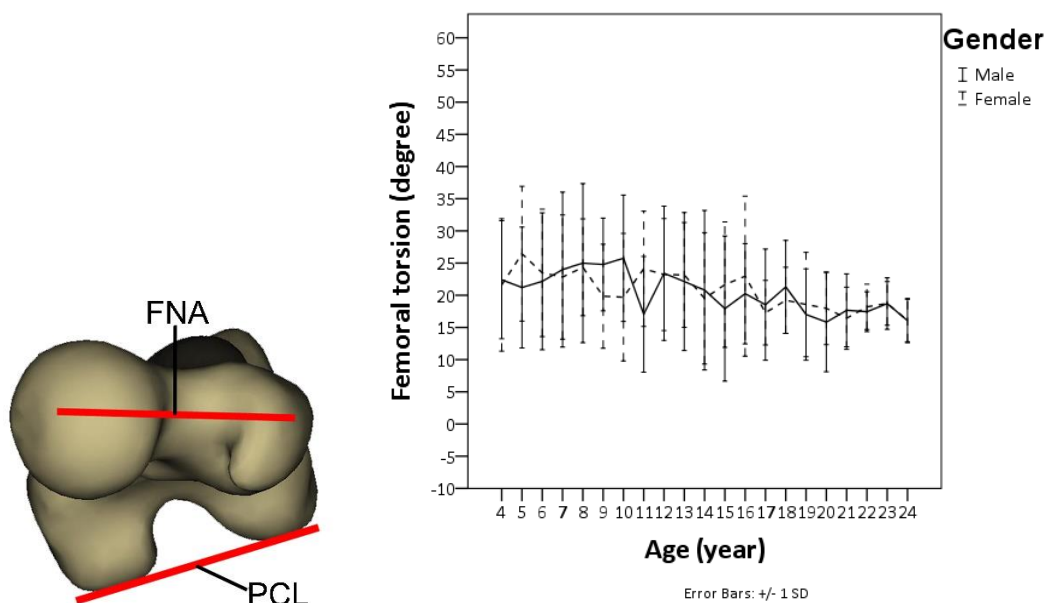 FNA
PCL
Femoral torsion (degree)
60
55
50
45
40
35
30
25
20
15
10
5
0
-5
-10
4 5 6 7 8 9 10 11 12 13 14 15 16 17 18 19 20 21 22 23 24
Age (year)
Error Bars: +/- 1 SD
Gender
Male
Female